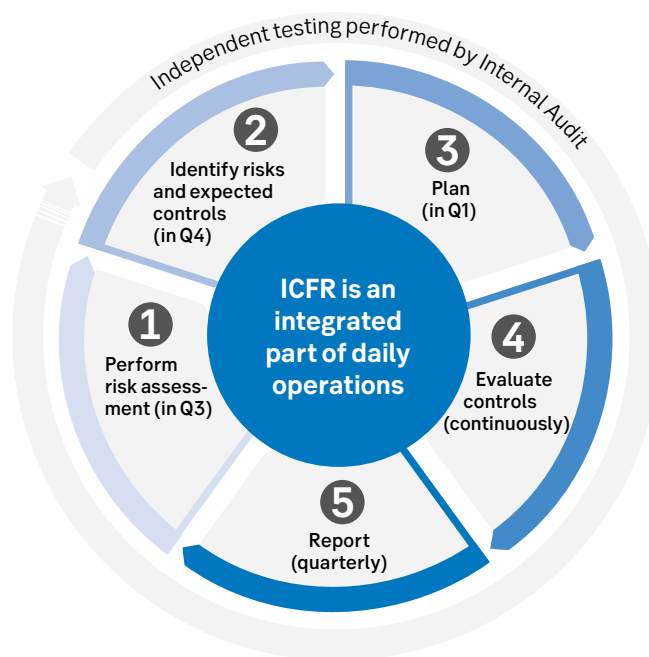 Independent testing performed by Internal Audit
2
Identify risks
and expected
controls
(in Q4)
3
Plan
(in Q1)
ICFR is an
integrated
part of daily
operations
1
Perform
risk assess-
ment (in Q3)
4
Evaluate
controls
(continuously)
5
Report
(quarterly)